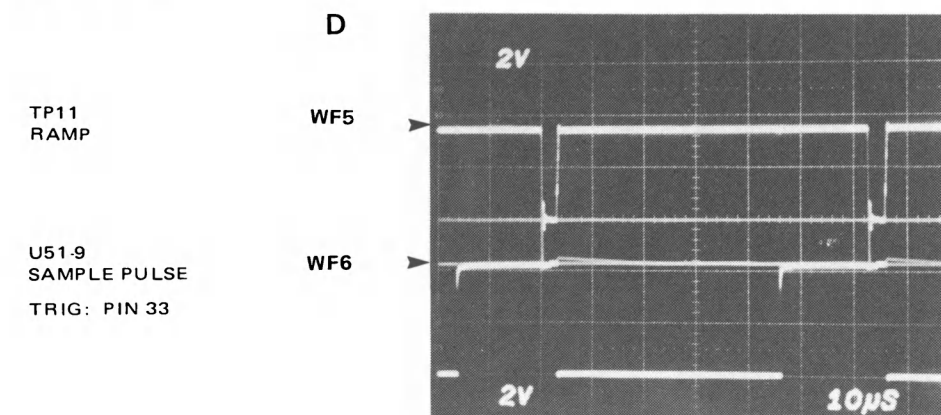 D
2V
TP11
RAMP
WF5
U51-9
SAMPLE PULSE
TRIG: PIN 33
WF6
2V
10µS